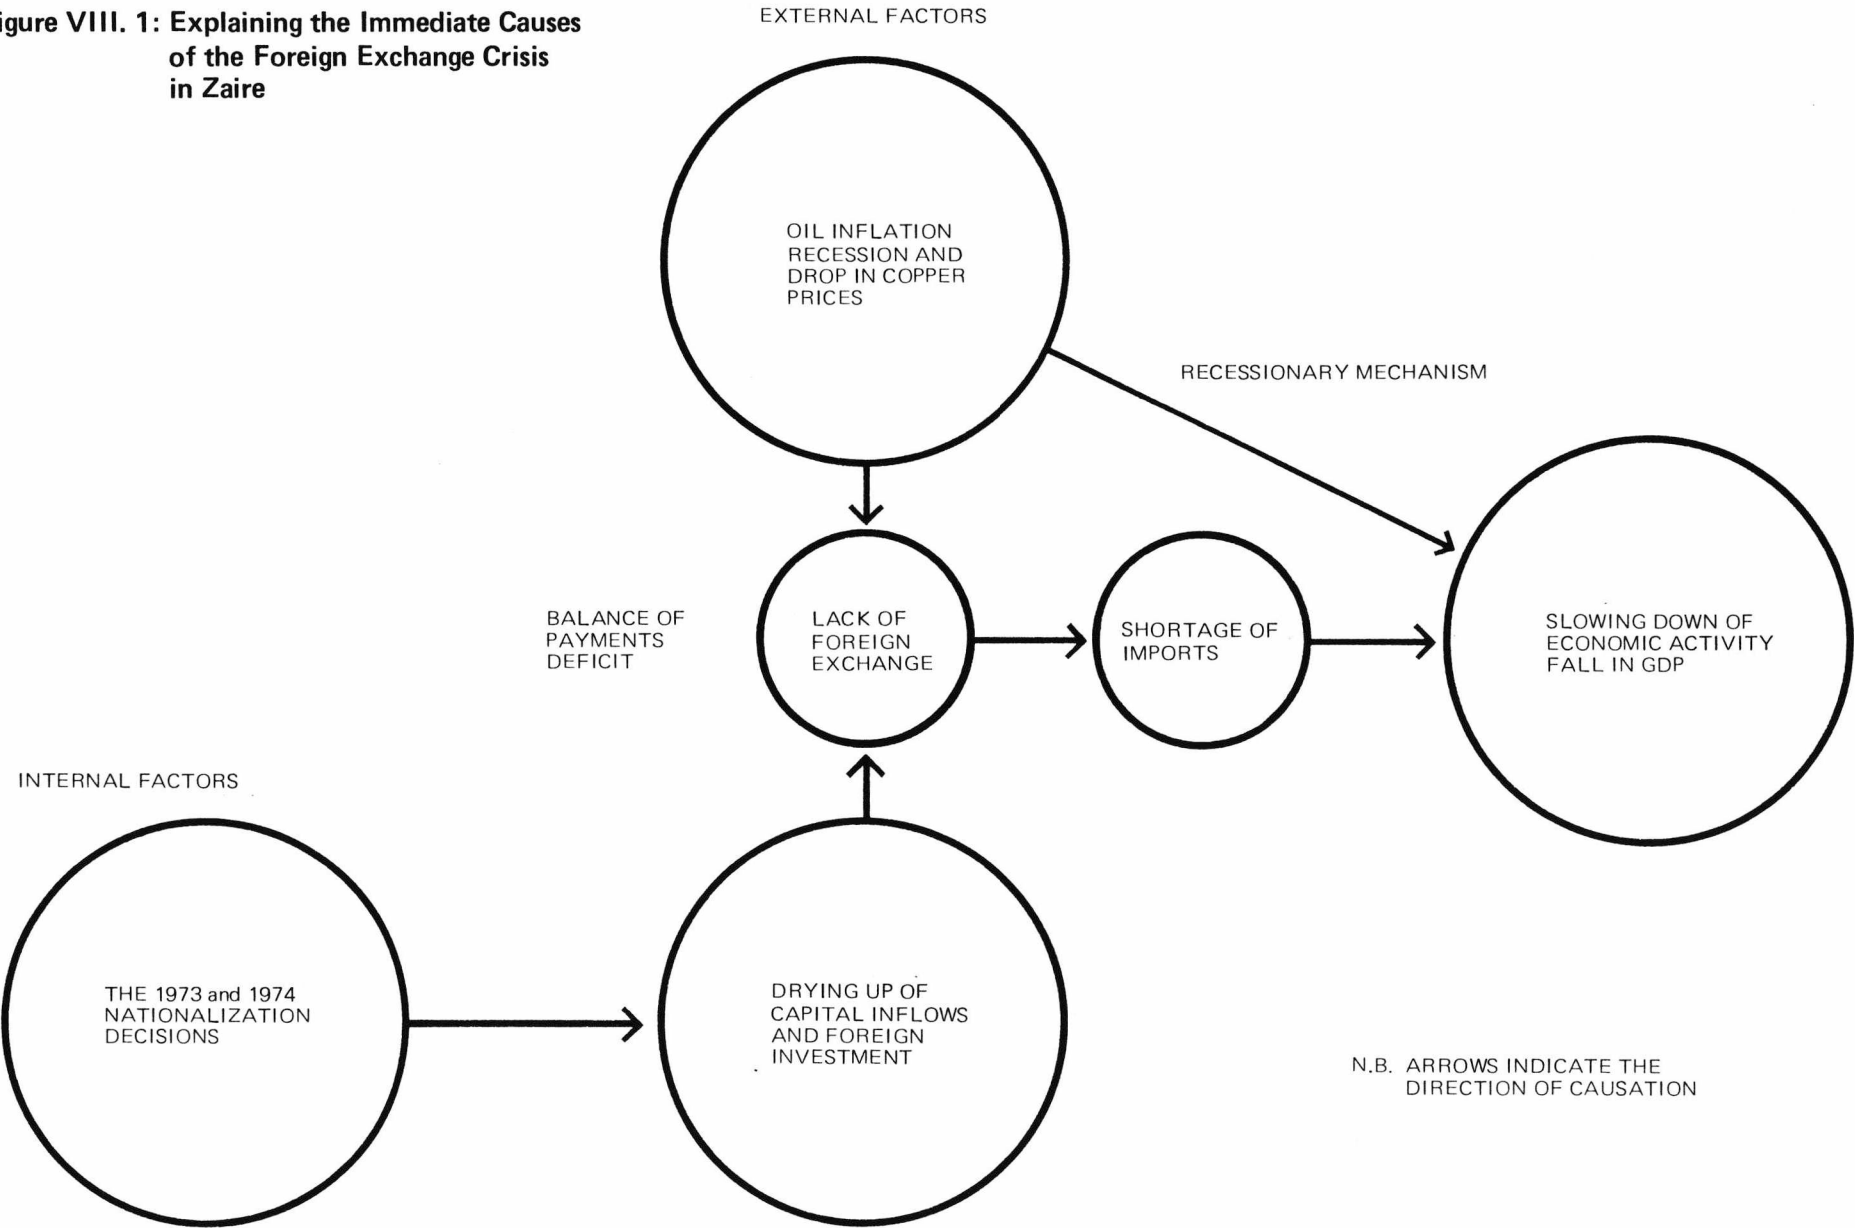 igure VIII. 1: Explaining the Immediate Causes
of the Foreign Exchange Crisis
in Zaire
EXTERNAL FACTORS
OIL INFLATION
RECESSION AND
DROP IN COPPER
PRICES
RECESSIONARY MECHANISM
BALANCE OF
PAYMENTS
DEFICIT
LACK OF
FOREIGN
EXCHANGE
SHORTAGE OF
IMPORTS
SLOWING DOWN OF
ECONOMIC ACTIVITY
FALL IN GDP
INTERNAL FACTORS
THE 1973 and 1974
NATIONALIZATION
DECISIONS
DRYING UP OF
CAPITAL INFLOWS
AND FOREIGN
INVESTMENT
N.B. ARROWS INDICATE THE
DIRECTION OF CAUSATION